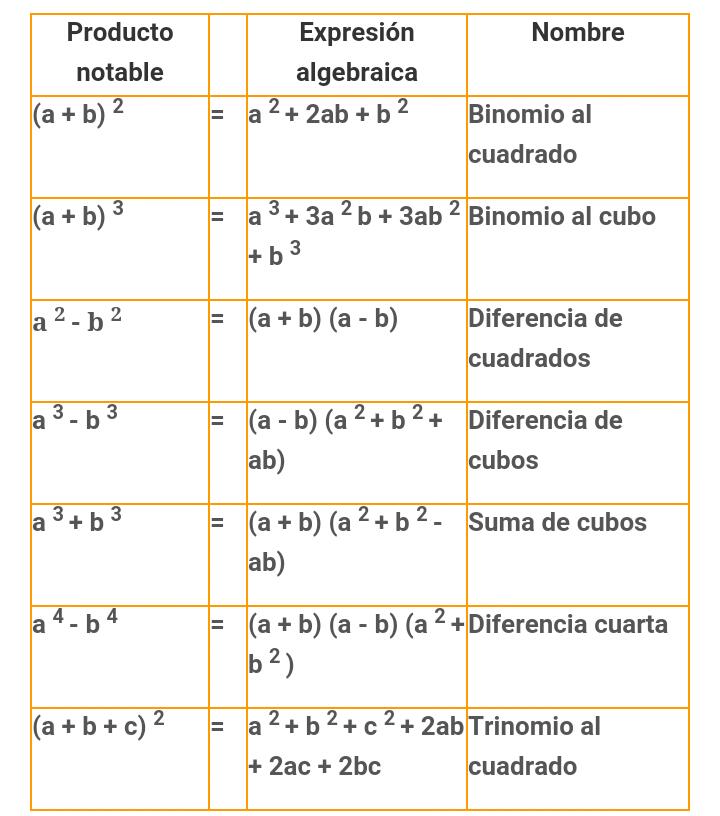 Producto notable | | Expresión algebraica | Nombre
(a + b) ² | = | a ² + 2ab + b ² | Binomio al cuadrado
(a + b) ³ | = | a ³ + 3a ² b + 3ab ² + b ³ | Binomio al cubo
a ² - b ² | = | (a + b) (a - b) | Diferencia de cuadrados
a ³ - b ³ | = | (a - b) (a ² + b ² + ab) | Diferencia de cubos
a ³ + b ³ | = | (a + b) (a ² + b ² - ab) | Suma de cubos
a ⁴ - b ⁴ | = | (a + b) (a - b) (a ² + b ² ) | Diferencia cuarta
(a + b + c) ² | = | a ² + b ² + c ² + 2ab + 2ac + 2bc | Trinomio al cuadrado